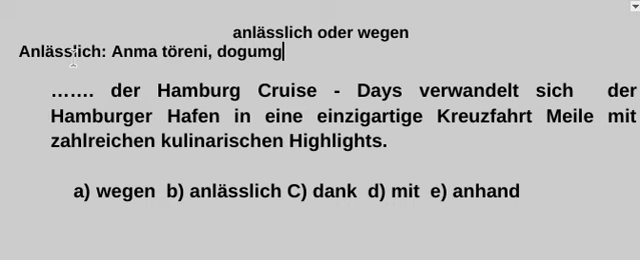 anlässlich oder wegen
Anlässlich: Anma töreni, dogumg
....... der Hamburg Cruise - Days verwandelt sich der
Hamburger Hafen in eine einzigartige Kreuzfahrt Meile mit
zahlreichen kulinarischen Highlights.
a) wegen b) anlässlich C) dank d) mit e) anhand